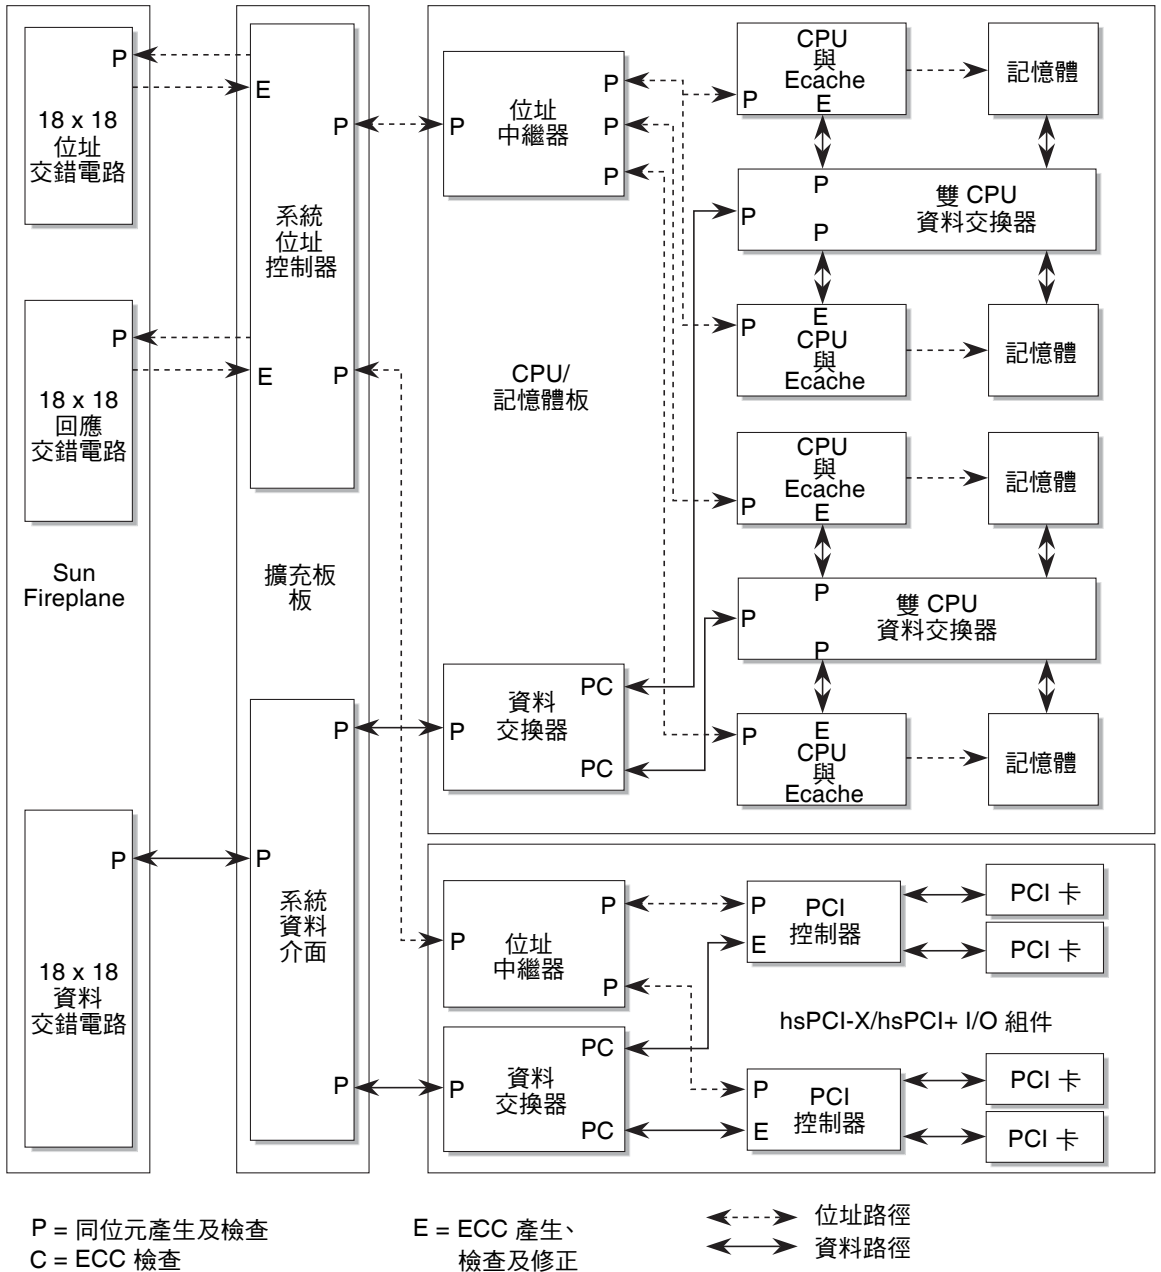 P
18 x 18
位址
交錯電路
P
18 x 18
回應
交錯電路
Sun
Fireplane
P
18 x 18
資料
交錯電路
E
P
系統
位址
控制器
E
P
擴充板
板
P
P
系統
資料
介面
P
P
位址
中繼器
P
P
P
CPU/
記憶體板
P
資料
交換器
PC
PC
CPU
與
Ecache
P
E
記憶體
P
P
P
雙 CPU
資料交換器
P
E
CPU
與
Ecache
記憶體
CPU
與
Ecache
P
E
記憶體
P
P
P
雙 CPU
資料交換器
P
E
CPU
與
Ecache
記憶體
P
位址
中繼器
P
P
P
資料
交換器
PC
PC
P
E
PCI
控制器
PCI 卡
PCI 卡
hsPCI-X/hsPCI+ I/O 組件
P
E
PCI
控制器
PCI 卡
PCI 卡
P = 同位元產生及檢查
C = ECC 檢查
E = ECC 產生、
檢查及修正
位址路徑
資料路徑